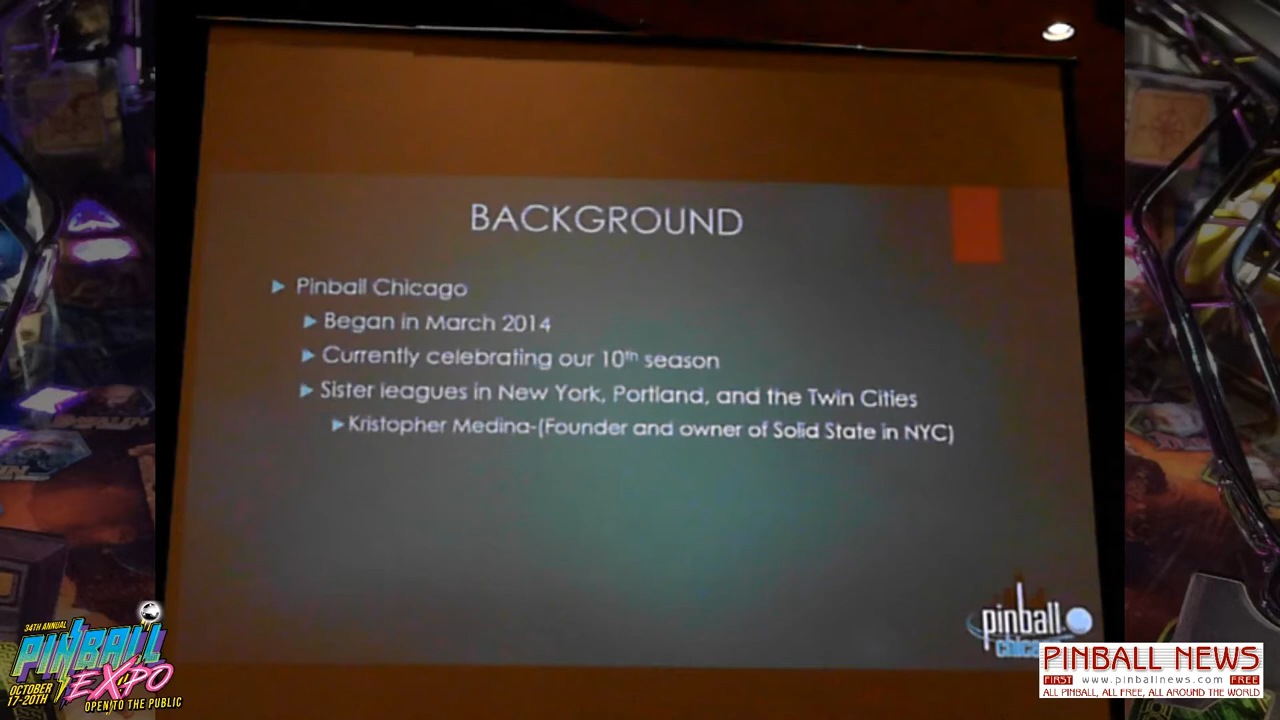 BACKGROUND
Pinball Chicago
Began in March 2014
Currently celebrating our 10th season
Sister leagues in New York, Portland, and the Twin Cities
Kristopher Medina-(Founder and owner of Solid State in NYC)
pinball
chicago
34TH ANNUAL
PINBALL
EXPO
OCTOBER
17-20TH
OPEN TO THE PUBLIC
PINBALL NEWS
FIRST www.pinballnews.com FREE
ALL PINBALL, ALL FREE, ALL AROUND THE WORLD